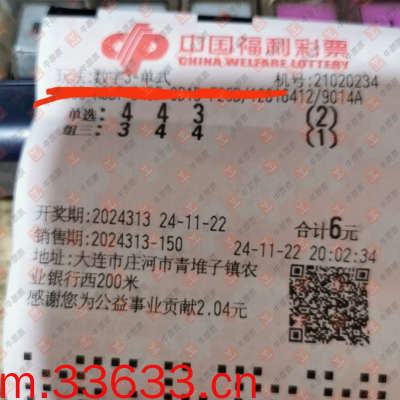 中国福利彩票
CHINA WELFARE LOTTERY
玩法:数字3-单式 机号:21020234
/12816412/9014A
单选: 4 4 3 (2)
组三: 3 4 4 (1)
开奖期:2024313 24-11-22 合计6元
销售期:2024313-150 24-11-22 20:02:34
地址:大连市庄河市青堆子镇农
业银行西200米
感谢您为公益事业贡献2.04元
m.33633.cn